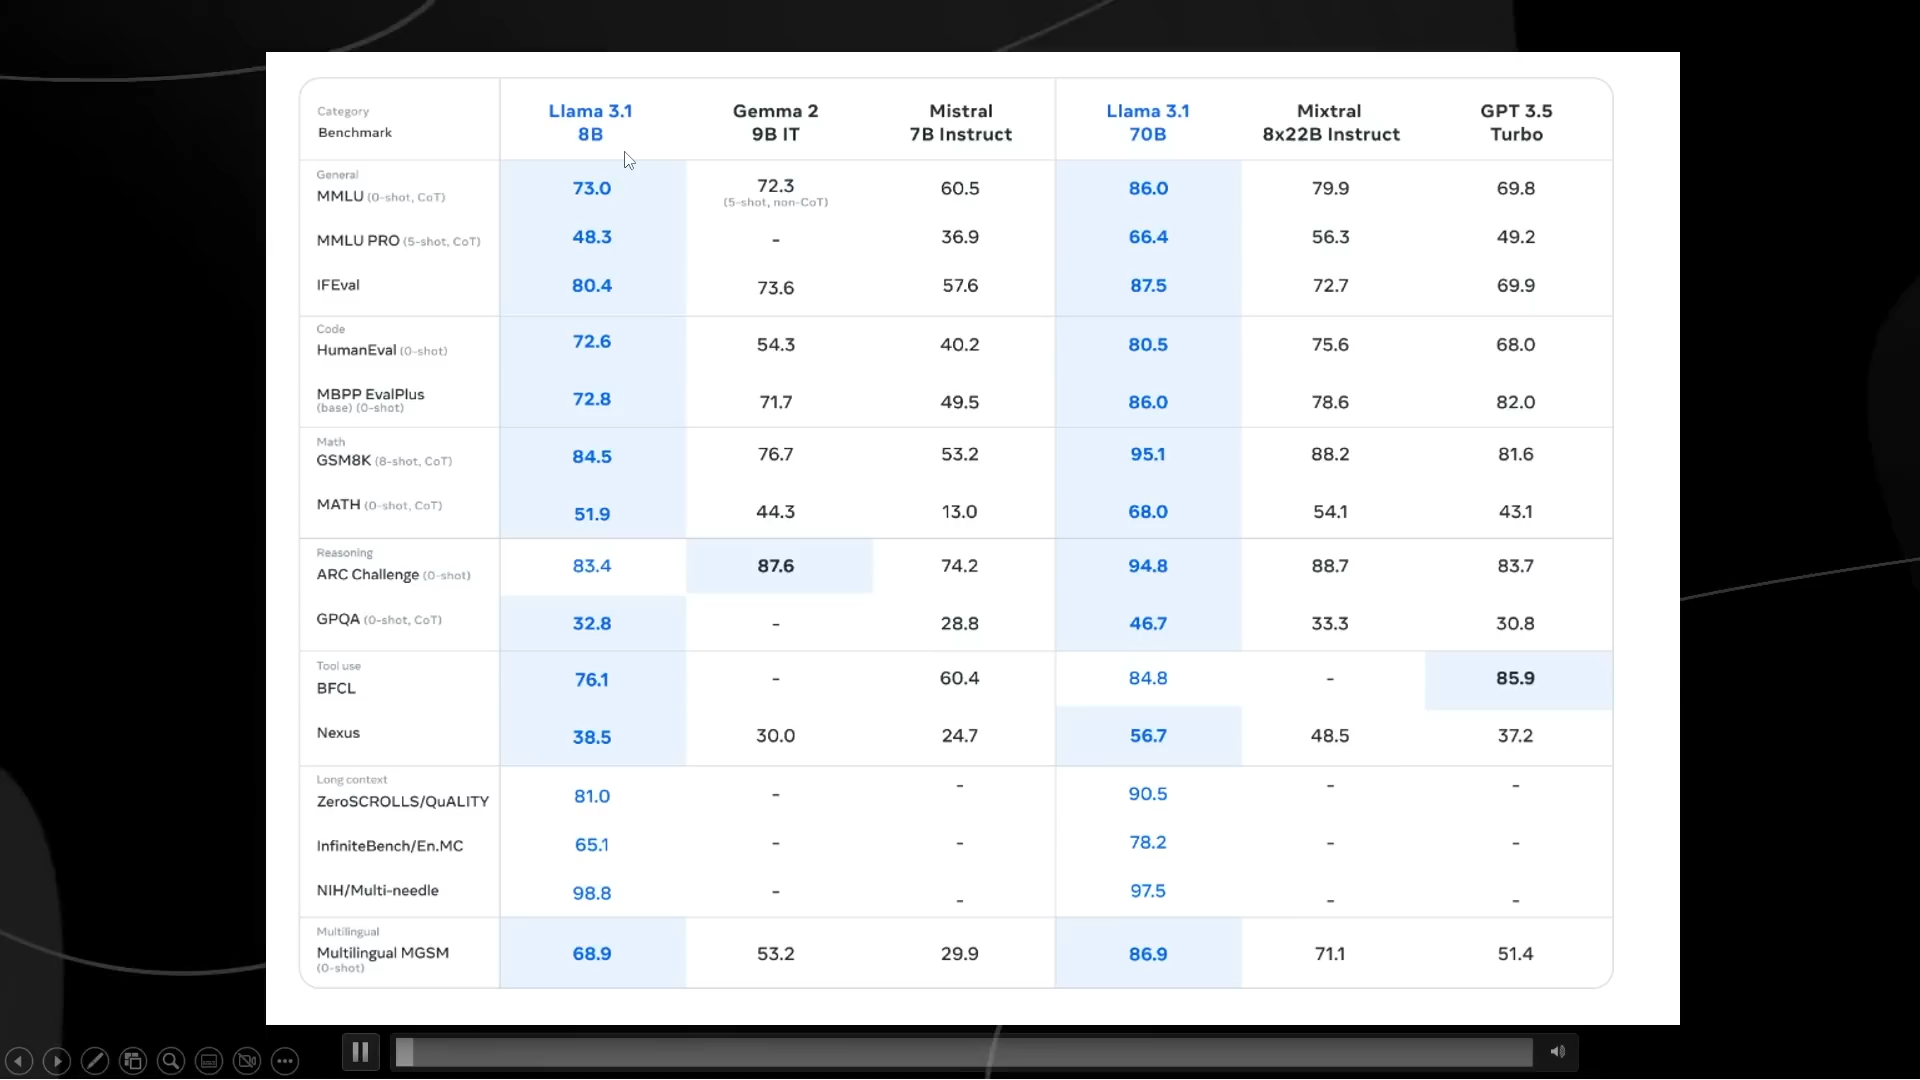 Category
Benchmark
Llama 3.1
8B
Gemma 2
9B IT
Mistral
7B Instruct
Llama 3.1
70B
Mixtral
8x22B Instruct
GPT 3.5
Turbo
General
MMLU (0-shot, CoT) 73.0 72.3 60.5 86.0 79.9 69.8
(5-shot, non-CoT)
MMLU PRO (5-shot, CoT) 48.3 - 36.9 66.4 56.3 49.2
IFEval 80.4 73.6 57.6 87.5 72.7 69.9
Code
HumanEval (0-shot) 72.6 54.3 40.2 80.5 75.6 68.0
MBPP EvalPlus 72.8 71.7 49.5 86.0 78.6 82.0
(base) (0-shot)
Math
GSM8K (8-shot, CoT) 84.5 76.7 53.2 95.1 88.2 81.6
MATH (0-shot, CoT) 51.9 44.3 13.0 68.0 54.1 43.1
Reasoning
ARC Challenge (0-shot) 83.4 87.6 74.2 94.8 88.7 83.7
GPQA (0-shot, CoT) 32.8 - 28.8 46.7 33.3 30.8
Tool use
BFCL 76.1 - 60.4 84.8 - 85.9
Nexus 38.5 30.0 24.7 56.7 48.5 37.2
Long context
ZeroSCROLLS/QuALITY 81.0 - - 90.5 - -
InfiniteBench/En.MC 65.1 - - 78.2 - -
NIH/Multi-needle 98.8 - - 97.5 - -
Multilingual
Multilingual MGSM 68.9 53.2 29.9 86.9 71.1 51.4
(0-shot)